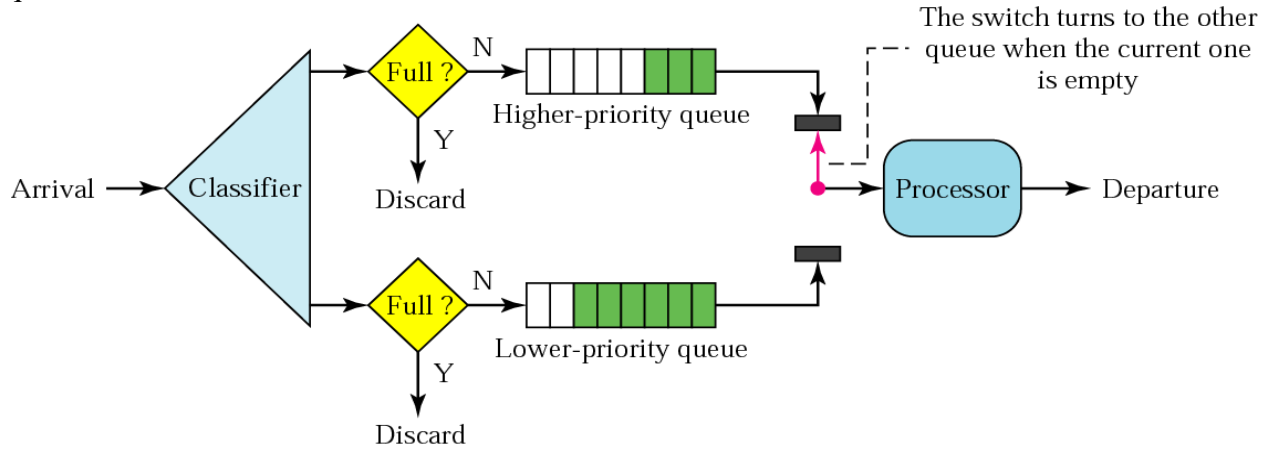 The switch turns to the other
queue when the current one
is empty
Full ?
N
Higher-priority queue
Y
Discard
Arrival
Classifier
Processor
Departure
Full ?
N
Lower-priority queue
Y
Discard